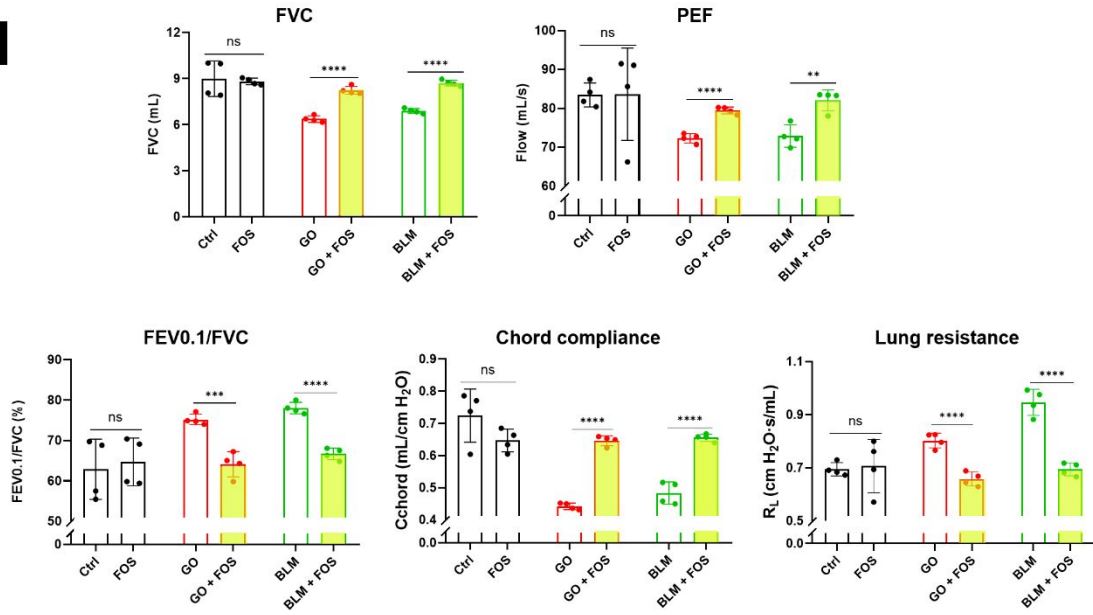 FVC
FVC (mL)
12
9
6
3
0
ns
****
****
Ctrl
FOS
GO
GO + FOS
BLM
BLM + FOS
PEF
Flow (mL/s)
100
90
80
70
60
0
ns
****
**
Ctrl
FOS
GO
GO + FOS
BLM
BLM + FOS
FEV0.1/FVC
FEV0.1/FVC (%)
90
80
70
60
50
0
ns
***
****
Ctrl
FOS
GO
GO + FOS
BLM
BLM + FOS
Chord compliance
Cchord (mL/cm H₂O)
0.9
0.8
0.7
0.6
0.5
0.4
0.0
ns
****
****
Ctrl
FOS
GO
GO + FOS
BLM
BLM + FOS
Lung resistance
R_L (cm H₂O·s/mL)
1.1
0.9
0.7
0.5
0.0
ns
****
****
Ctrl
FOS
GO
GO + FOS
BLM
BLM + FOS